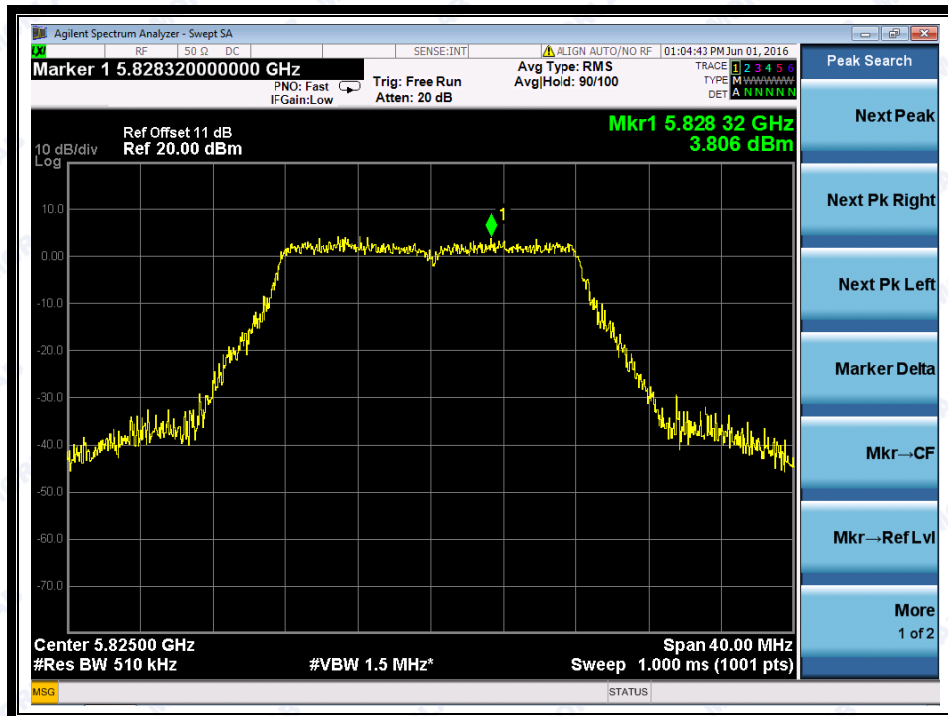 Agilent Spectrum Analyzer - Swept SA
LXI RF 50 Ω DC SENSE:INT ALIGN AUTO/NO RF 01:04:43 PM Jun 01, 2016
Marker 1 5.828320000000 GHz
PNO: Fast
IFGain:Low
Trig: Free Run
Atten: 20 dB
Avg Type: RMS
Avg|Hold: 90/100
TRACE 1 2 3 4 5 6
TYPE M WWWWW
DET A N N N N N
Peak Search
Next Peak
Next Pk Right
Next Pk Left
Marker Delta
Mkr→CF
Mkr→Ref Lvl
More
1 of 2
Mkr1 5.828 32 GHz
3.806 dBm
Ref Offset 11 dB
10 dB/div Ref 20.00 dBm
Log
10.0
0.00
-10.0
-20.0
-30.0
-40.0
-50.0
-60.0
-70.0
1
Center 5.82500 GHz Span 40.00 MHz
#Res BW 510 kHz #VBW 1.5 MHz* Sweep 1.000 ms (1001 pts)
MSG STATUS